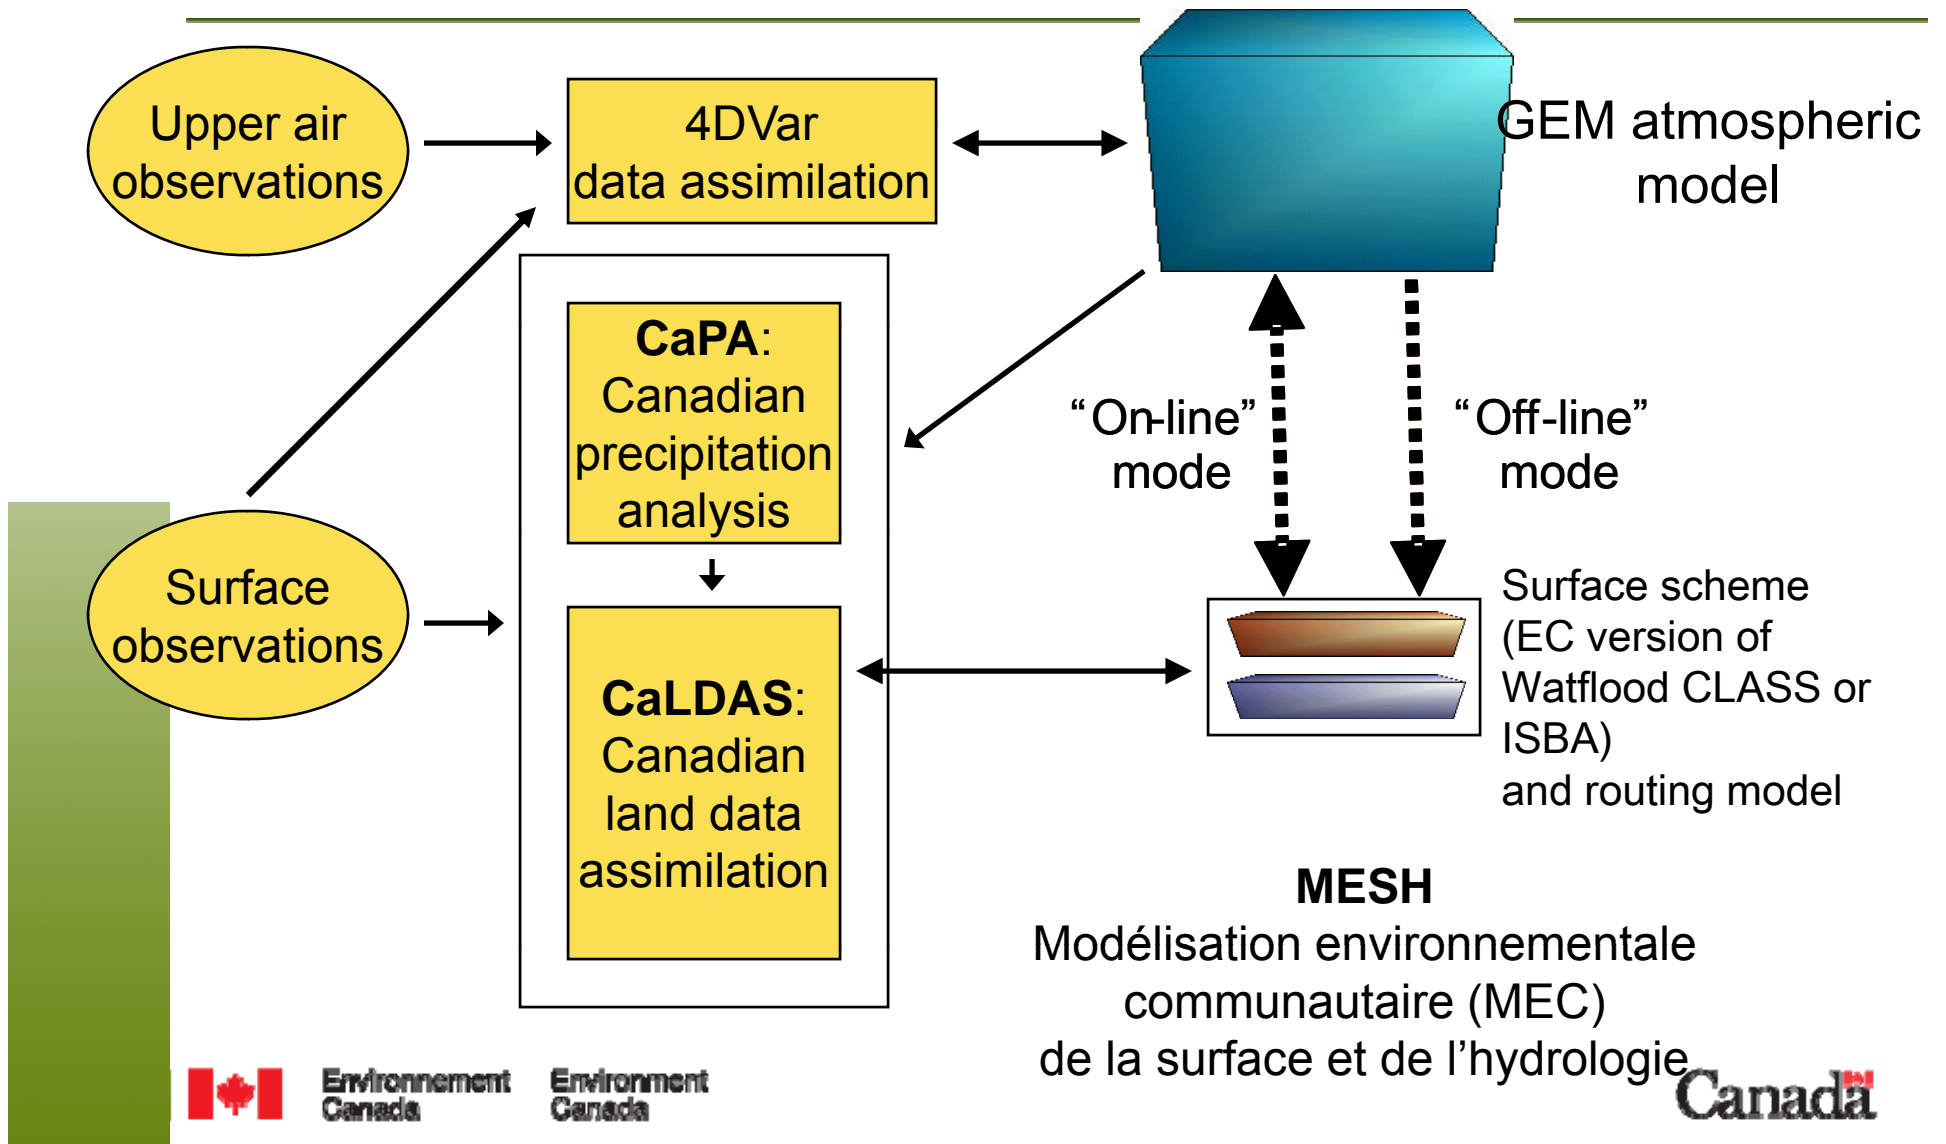 Upper air
observations
4DVar
data assimilation
GEM atmospheric
model
CaPA:
Canadian
precipitation
analysis
“On-line”
mode
“Off-line”
mode
Surface
observations
CaLDAS:
Canadian
land data
assimilation
Surface scheme
(EC version of
Watflood CLASS or
ISBA)
and routing model
MESH
Modélisation environnementale
communautaire (MEC)
de la surface et de l’hydrologie
Environnement
Canada
Environment
Canada
Canada